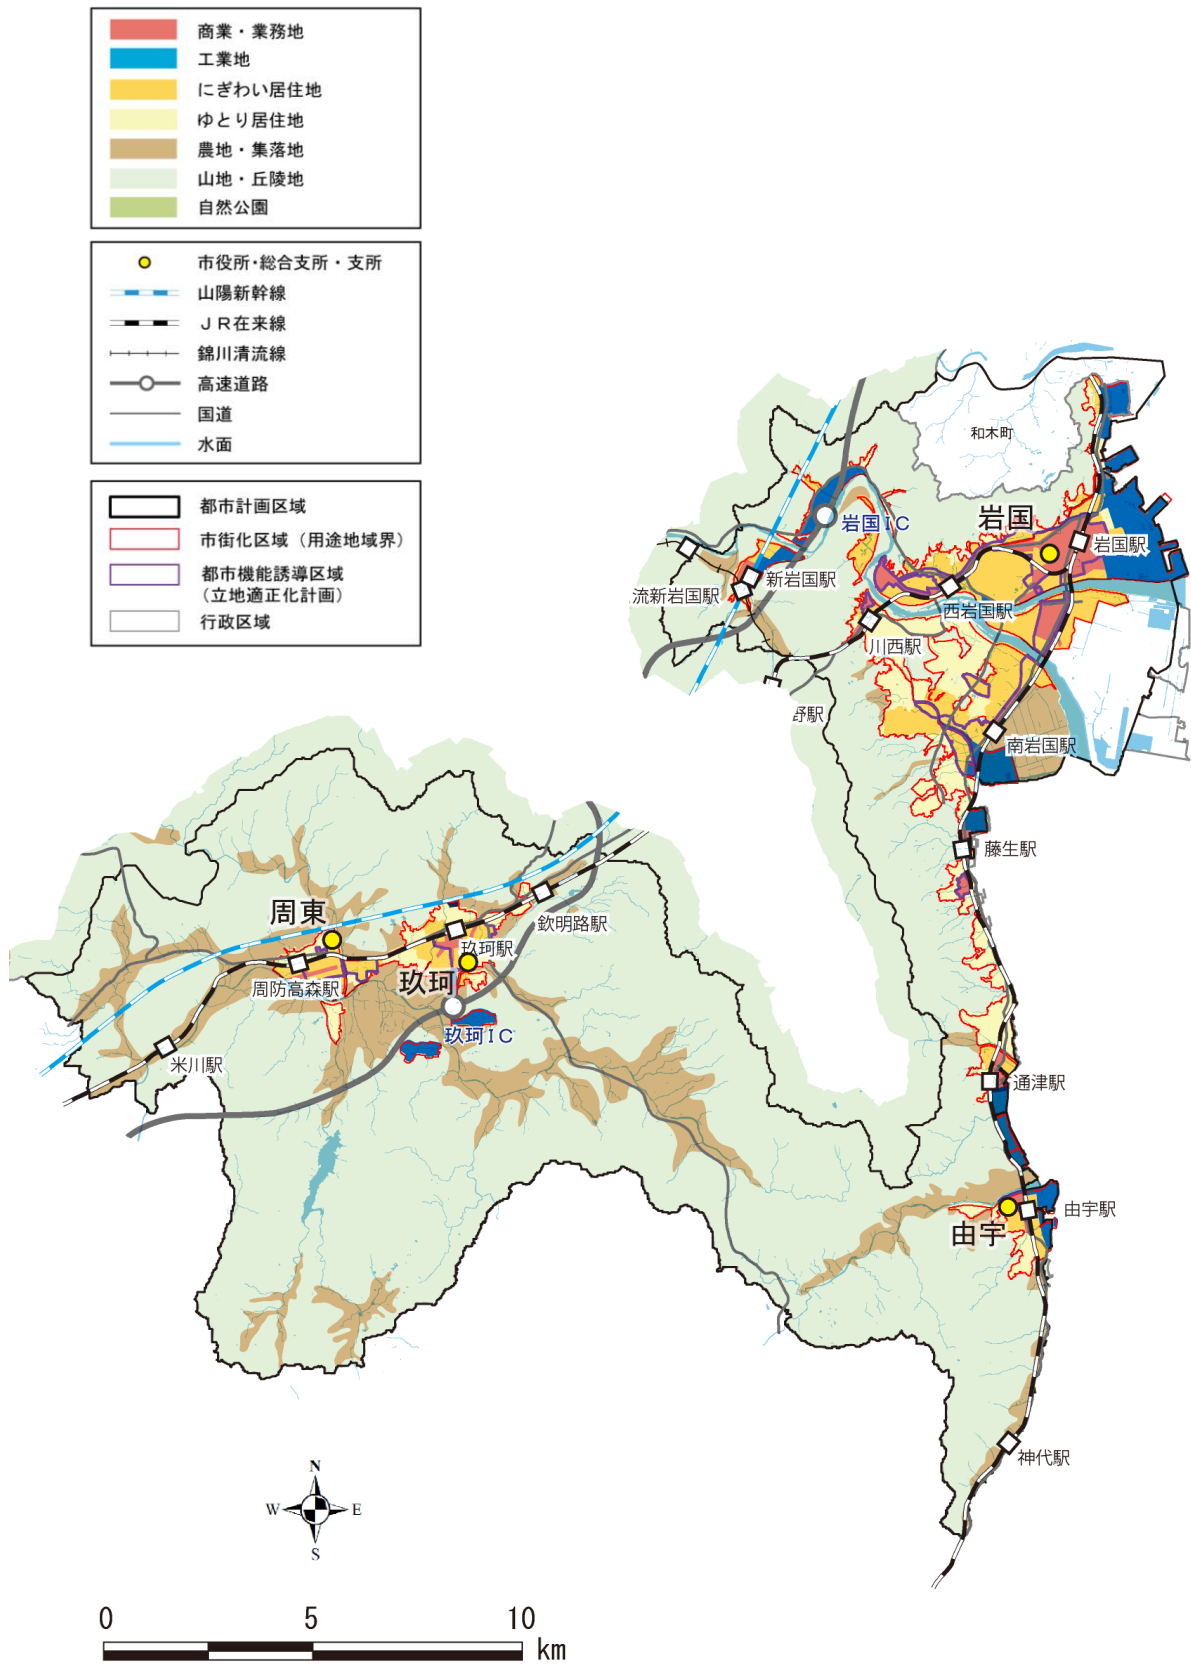 商業・業務地
工業地
にぎわい居住地
ゆとり居住地
農地・集落地
山地・丘陵地
自然公園
市役所・総合支所・支所
山陽新幹線
ＪＲ在来線
錦川清流線
高速道路
国道
水面
都市計画区域
市街化区域（用途地域界）
都市機能誘導区域
（立地適正化計画）
行政区域
和木町
岩国
岩国IC
岩国駅
新岩国駅
流新岩国駅
西岩国駅
川西駅
野駅
南岩国駅
藤生駅
周東
欽明路駅
玖珂駅
玖珂
周防高森駅
玖珂IC
米川駅
通津駅
由宇駅
由宇
神代駅
N
W
E
S
0
5
10
km